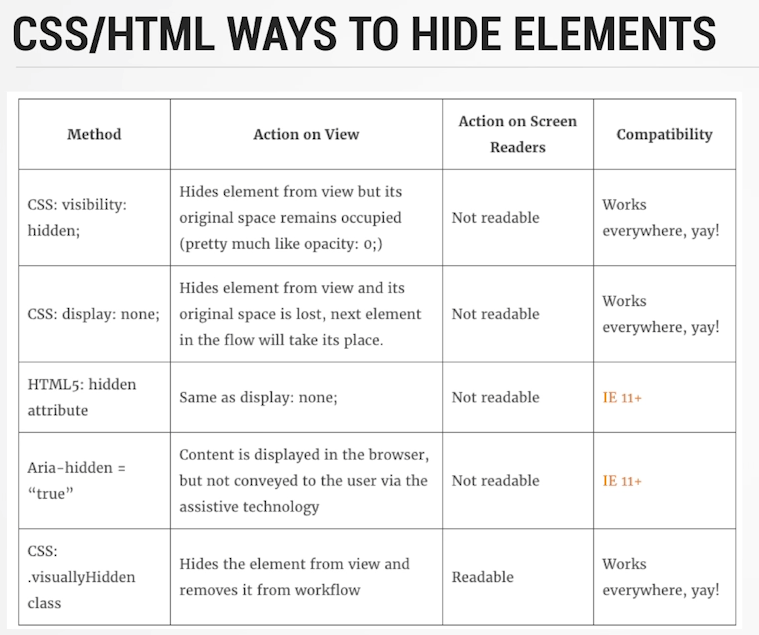 CSS/HTML WAYS TO HIDE ELEMENTS
Method
Action on View
Action on Screen
Readers
Compatibility
CSS: visibility:
hidden;
Hides element from view but its
original space remains occupied
(pretty much like opacity: 0;)
Not readable
Works
everywhere, yay!
CSS: display: none;
Hides element from view and its
original space is lost, next element
in the flow will take its place.
Not readable
Works
everywhere, yay!
HTML5: hidden
attribute
Same as display: none;
Not readable
IE 11+
Aria-hidden =
“true”
Content is displayed in the browser,
but not conveyed to the user via the
assistive technology
Not readable
IE 11+
CSS:
.visuallyHidden
class
Hides the element from view and
removes it from workflow
Readable
Works
everywhere, yay!